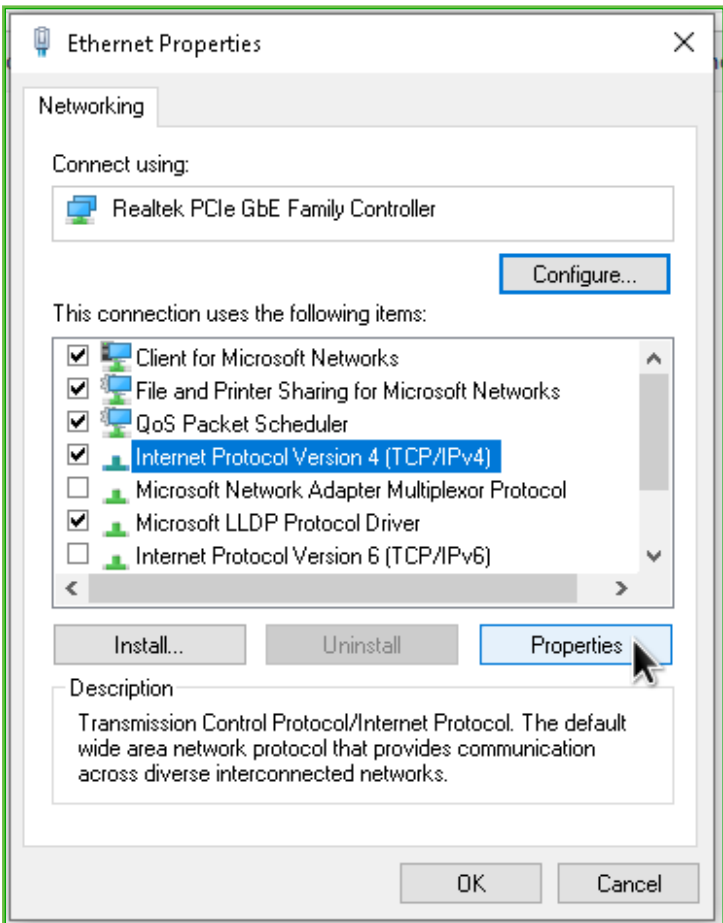 Ethernet Properties
Networking
Connect using:
Realtek PCIe GbE Family Controller
Configure...
This connection uses the following items:
Client for Microsoft Networks
File and Printer Sharing for Microsoft Networks
QoS Packet Scheduler
Internet Protocol Version 4 (TCP/IPv4)
Microsoft Network Adapter Multiplexor Protocol
Microsoft LLDP Protocol Driver
Internet Protocol Version 6 (TCP/IPv6)
Install... Uninstall Properties
Description
Transmission Control Protocol/Internet Protocol. The default
wide area network protocol that provides communication
across diverse interconnected networks.
OK Cancel